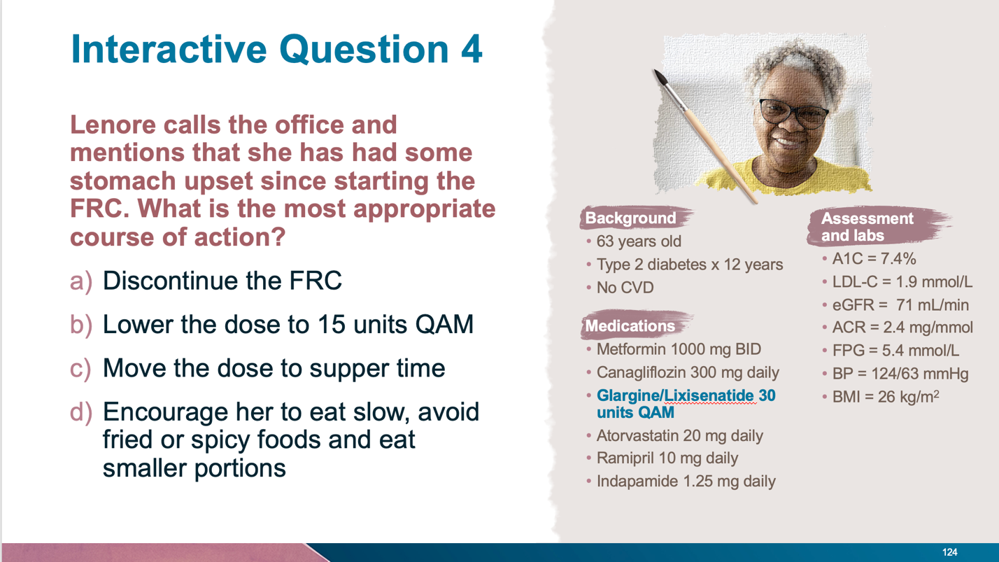 Interactive Question 4
Lenore calls the office and
mentions that she has had some
stomach upset since starting the
FRC. What is the most appropriate
course of action?
a) Discontinue the FRC
b) Lower the dose to 15 units QAM
c) Move the dose to supper time
d) Encourage her to eat slow, avoid
fried or spicy foods and eat
smaller portions
Background
• 63 years old
• Type 2 diabetes x 12 years
• No CVD
Medications
• Metformin 1000 mg BID
• Canagliflozin 300 mg daily
• Glargine/Lixisenatide 30
units QAM
• Atorvastatin 20 mg daily
• Ramipril 10 mg daily
• Indapamide 1.25 mg daily
Assessment
and labs
• A1C = 7.4%
• LDL-C = 1.9 mmol/L
• eGFR = 71 mL/min
• ACR = 2.4 mg/mmol
• FPG = 5.4 mmol/L
• BP = 124/63 mmHg
• BMI = 26 kg/m²
124